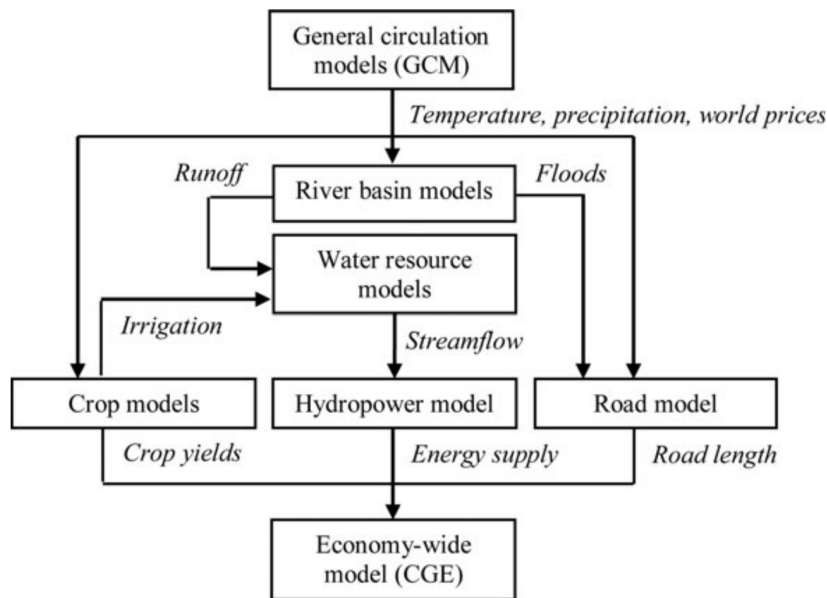 General circulation
models (GCM)
Temperature, precipitation, world prices
Runoff
River basin models
Floods
Water resource
models
Irrigation
Streamflow
Crop models
Hydropower model
Road model
Crop yields
Energy supply
Road length
Economy-wide
model (CGE)